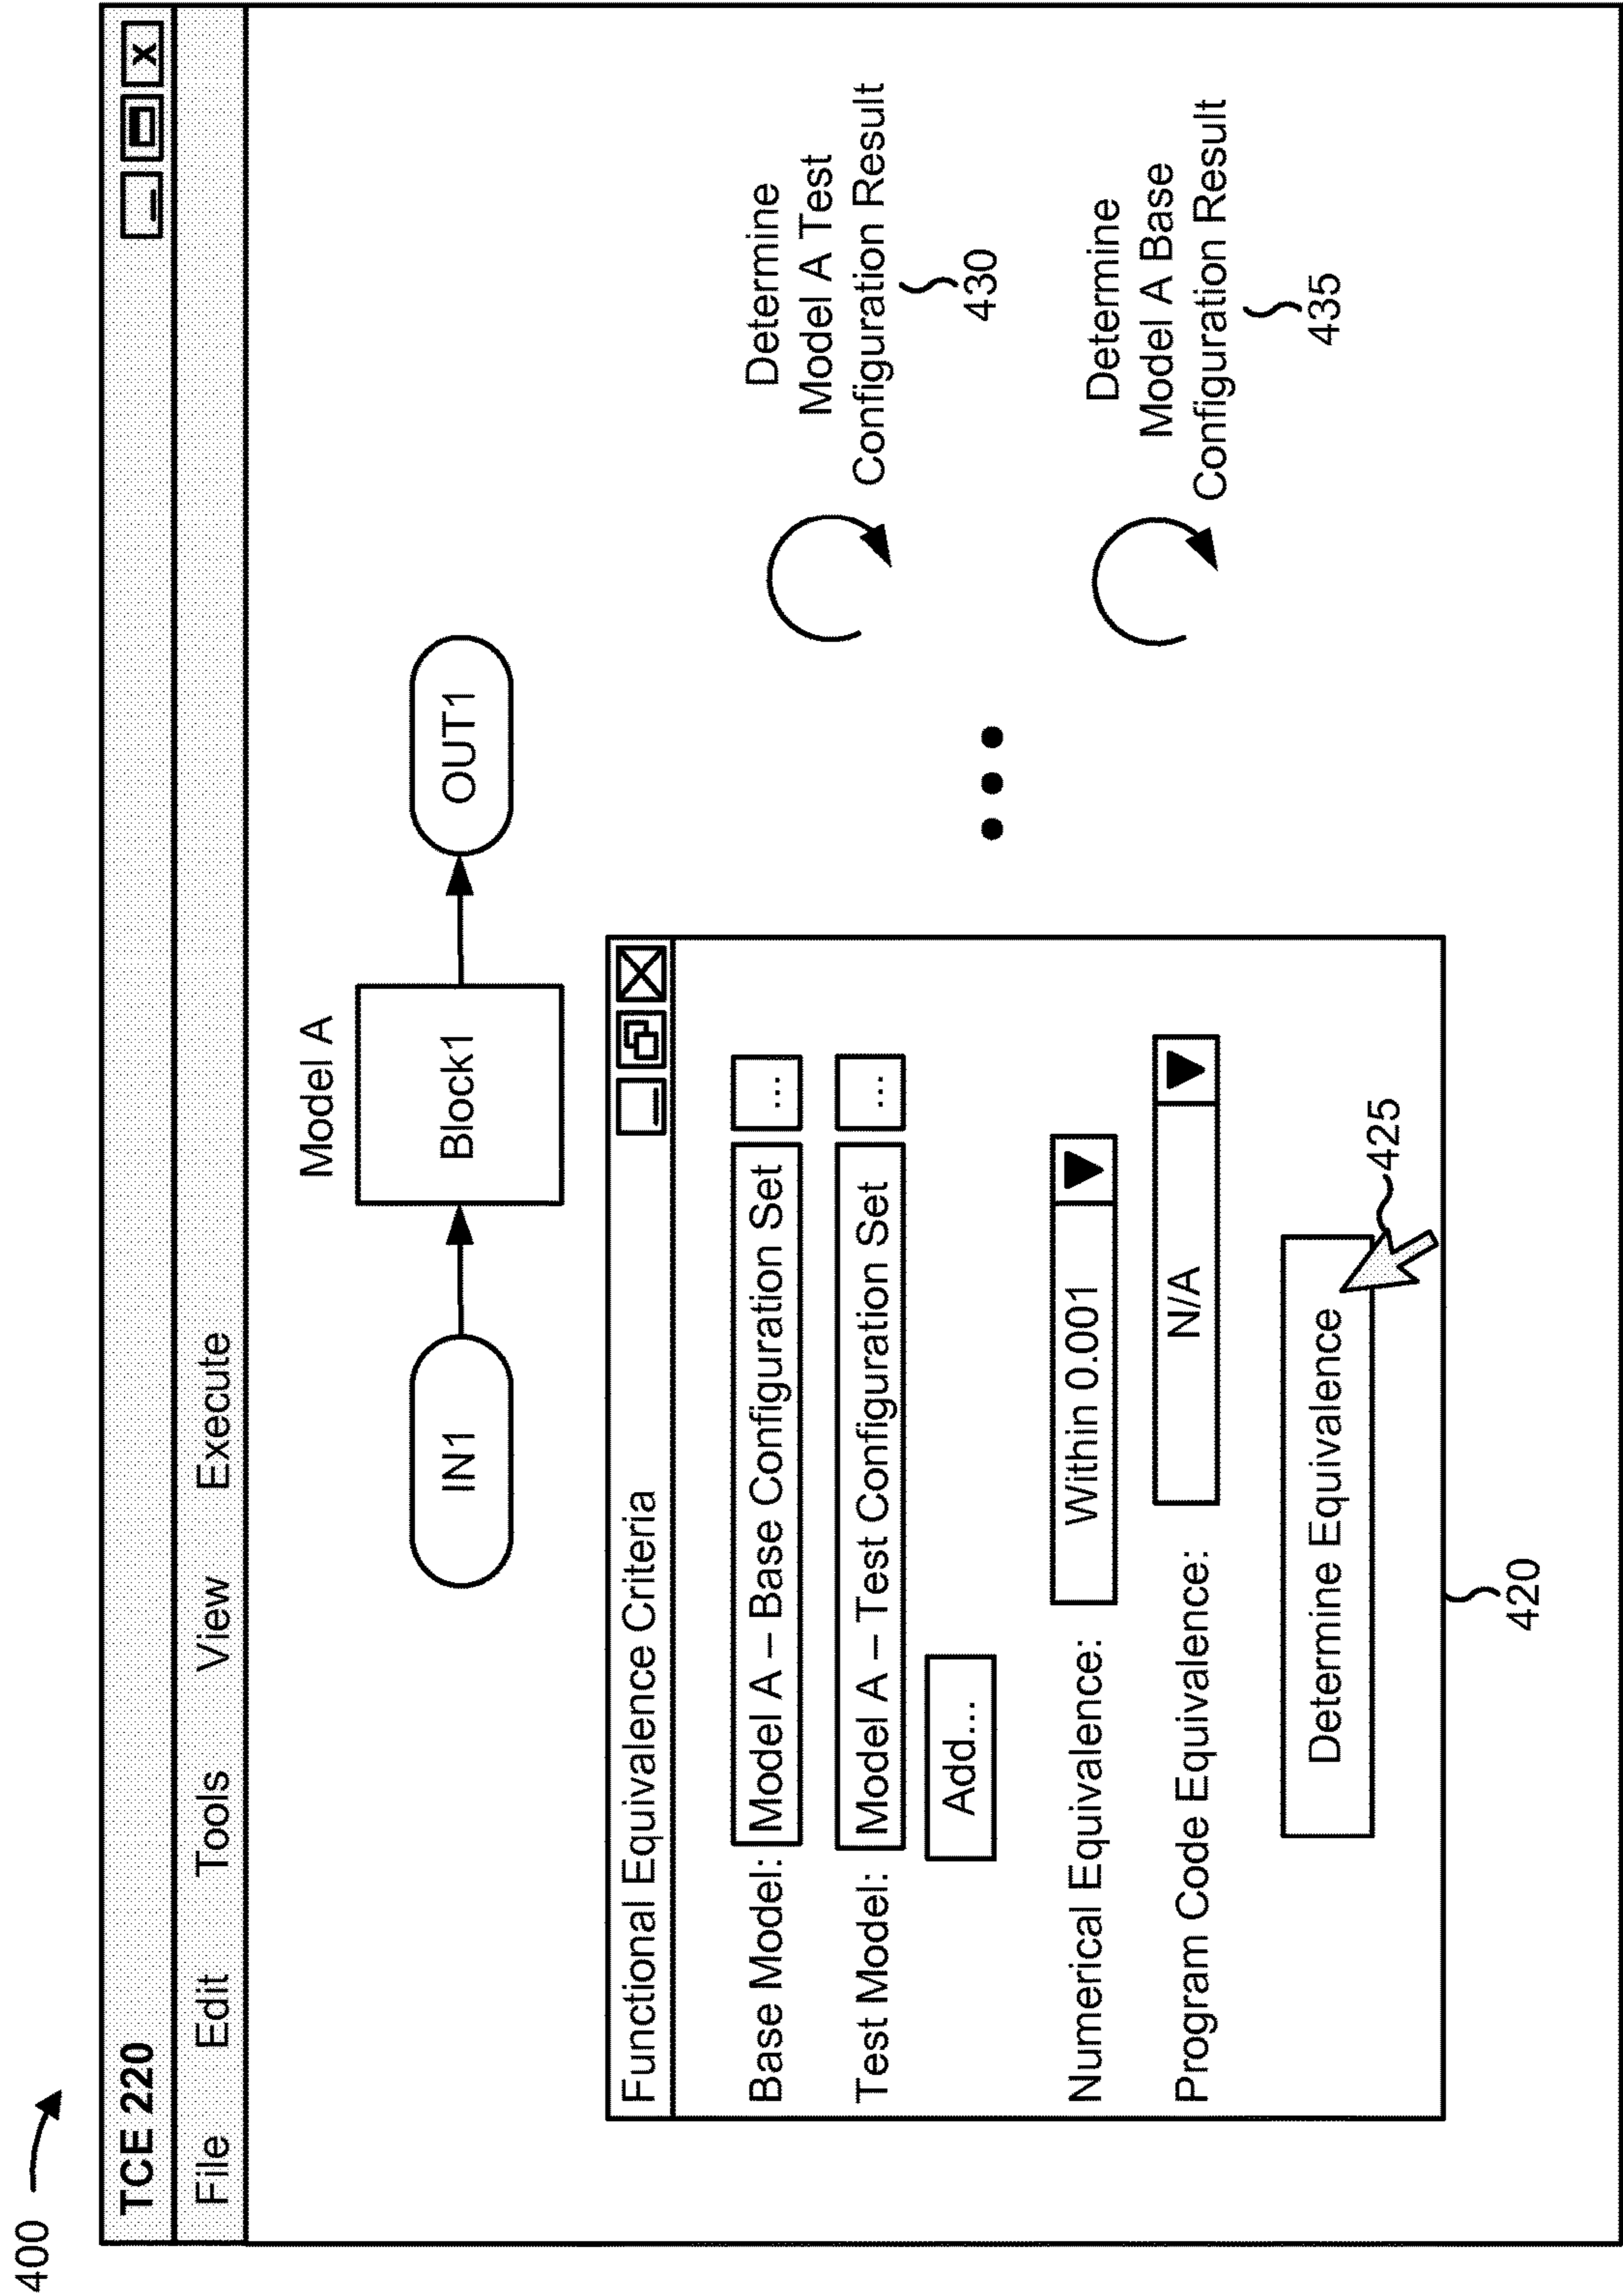 400
TCE 220
_ x
File Edit Tools View Execute
Model A
IN1
Block1
OUT1
Functional Equivalence Criteria
Base Model: Model A – Base Configuration Set ...
Test Model: Model A – Test Configuration Set ...
Add...
Numerical Equivalence: Within 0.001
Program Code Equivalence: N/A
Determine Equivalence
425
420
Determine
Model A Test
Configuration Result
430
Determine
Model A Base
Configuration Result
435